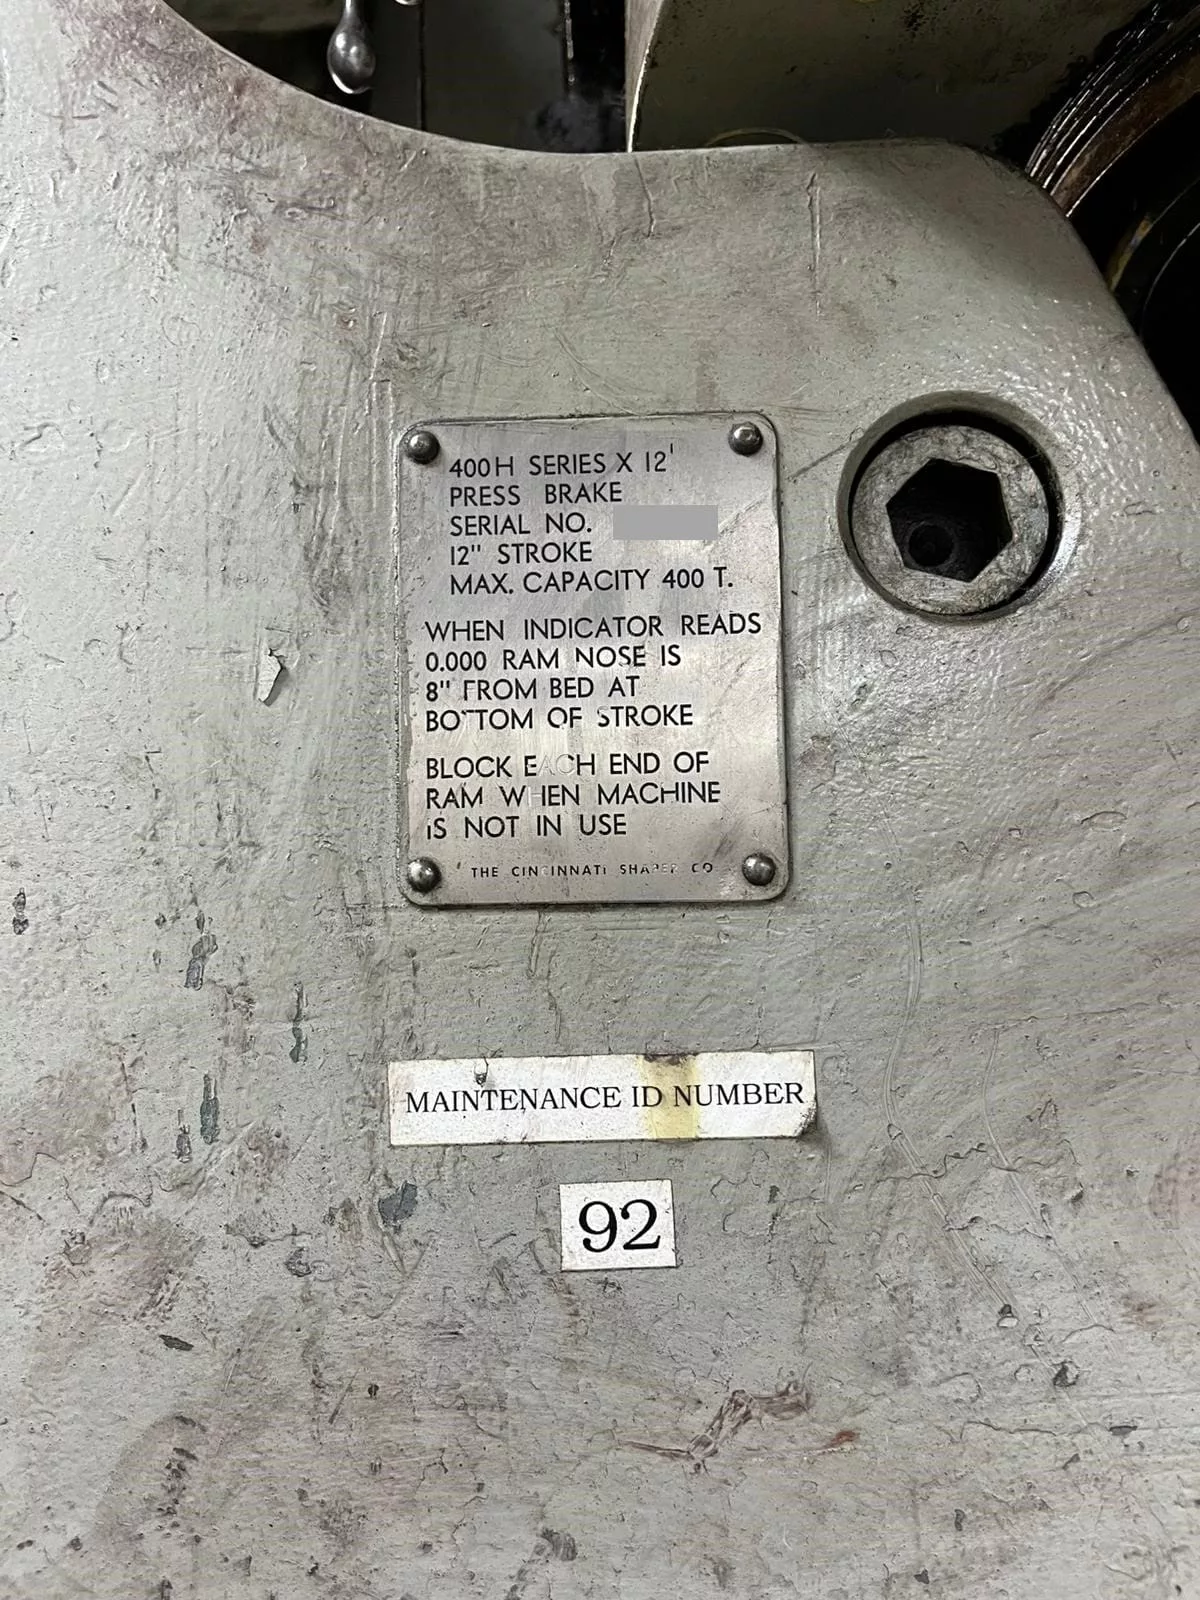 400H SERIES X 12'
PRESS BRAKE
SERIAL NO.
12" STROKE
MAX. CAPACITY 400 T.
WHEN INDICATOR READS
0.000 RAM NOSE IS
8" FROM BED AT
BOTTOM OF STROKE
BLOCK EACH END OF
RAM WHEN MACHINE
IS NOT IN USE
THE CINCINNATI SHAPER CO
MAINTENANCE ID NUMBER
92